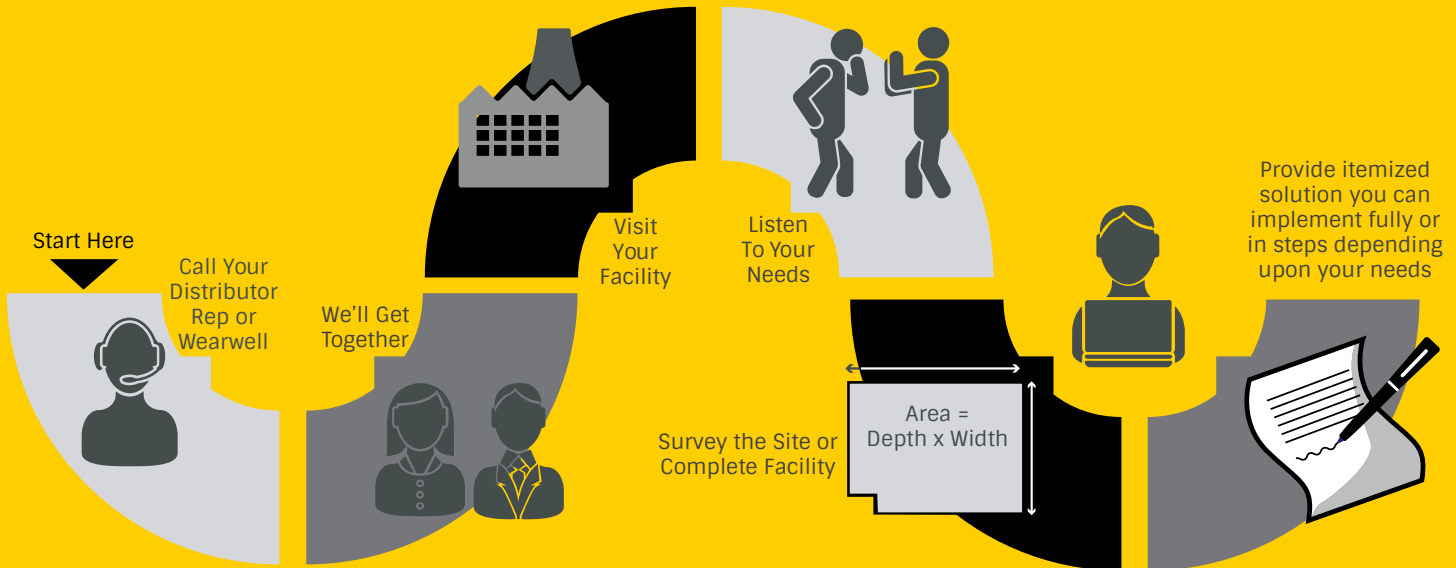 Start Here
Call Your
Distributor
Rep or
Wearwell
We'll Get
Together
Visit
Your
Facility
Listen
To Your
Needs
Survey the Site or
Complete Facility
Area =
Depth x Width
Provide itemized
solution you can
implement fully or
in steps depending
upon your needs